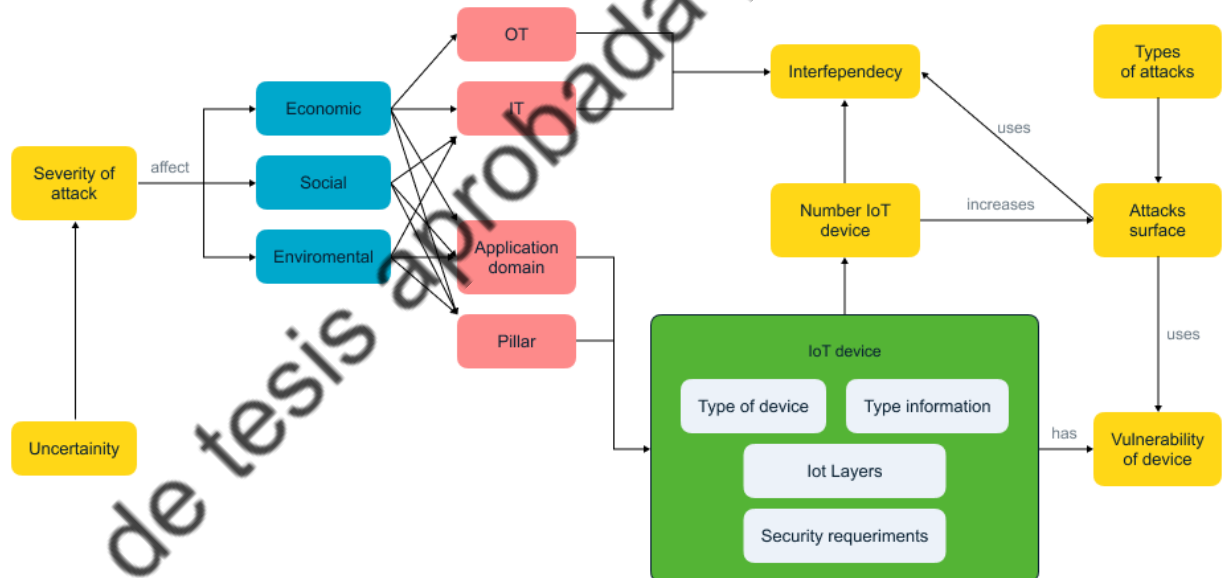 OT
Types
of attacks
Interfependecy
Economic
IT
uses
affect
Severity of
attack
Social
Number IoT
device
increases
Attacks
surface
Enviromental
Application
domain
Pillar
uses
IoT device
Type of device
Type information
has
Uncertainity
Vulnerability
of device
Iot Layers
Security requeriments
de tesis aprobada